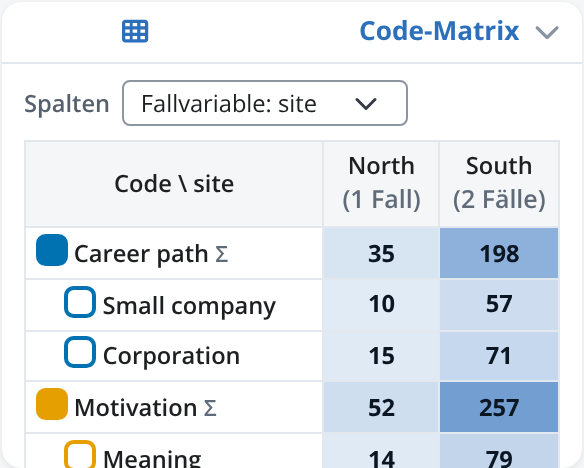 Code-Matrix
Spalten Fallvariable: site
Code \ site North (1 Fall) South (2 Fälle)
Career path Σ 35 198
Small company 10 57
Corporation 15 71
Motivation Σ 52 257
Meaning 14 79